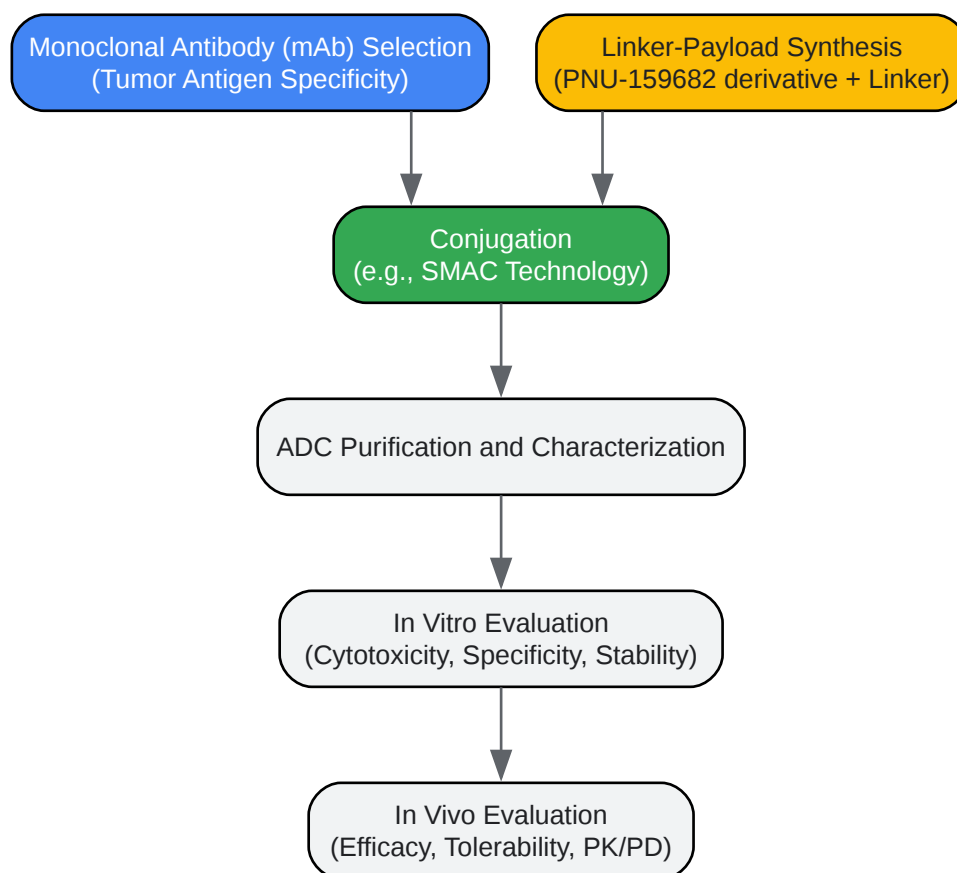 Monoclonal Antibody (mAb) Selection
(Tumor Antigen Specificity)
Linker-Payload Synthesis
(PNU-159682 derivative + Linker)
Conjugation
(e.g., SMAC Technology)
ADC Purification and Characterization
In Vitro Evaluation
(Cytotoxicity, Specificity, Stability)
In Vivo Evaluation
(Efficacy, Tolerability, PK/PD)